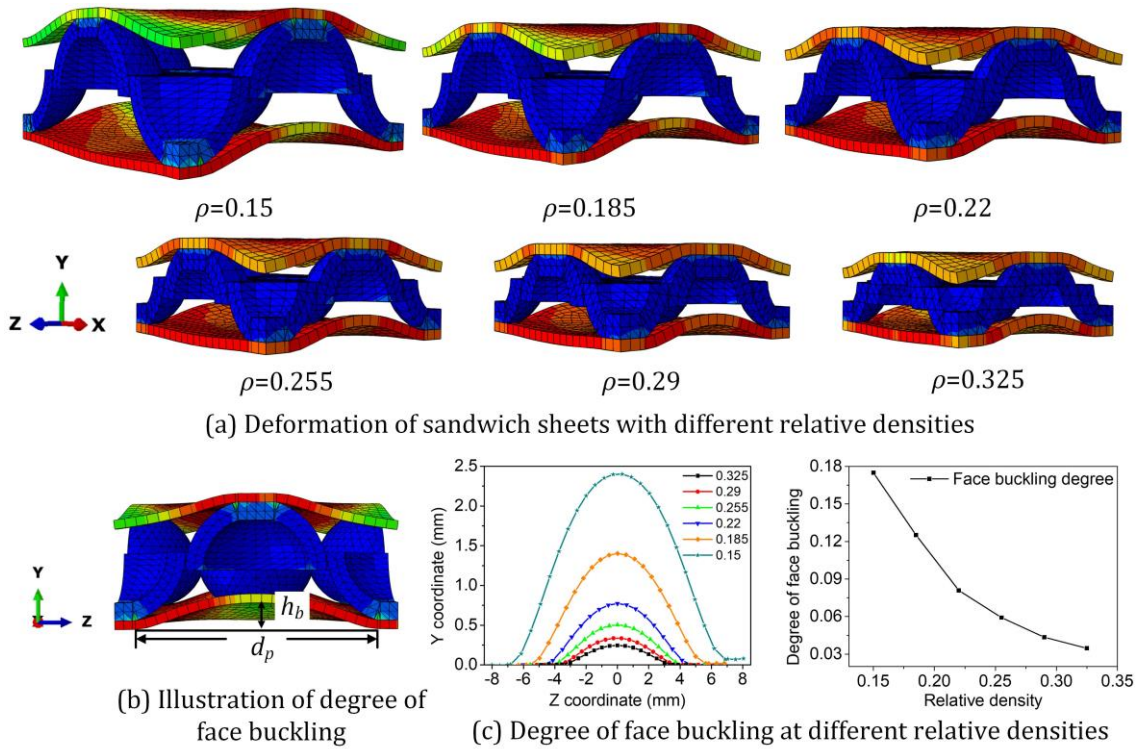 ρ=0.15
ρ=0.185
ρ=0.22
Y
Z
X
ρ=0.255
ρ=0.29
ρ=0.325
(a) Deformation of sandwich sheets with different relative densities
Y
Z
h_b
d_p
(b) Illustration of degree of
face buckling
2.5
2.0
1.5
1.0
0.5
0.0
Y coordinate (mm)
0.325
0.29
0.255
0.22
0.185
0.15
-8 -6 -4 -2 0 2 4 6 8
Z coordinate (mm)
0.18
0.15
0.12
0.09
0.06
0.03
Degree of face buckling
Face buckling degree
0.15 0.20 0.25 0.30 0.35
Relative density
(c) Degree of face buckling at different relative densities